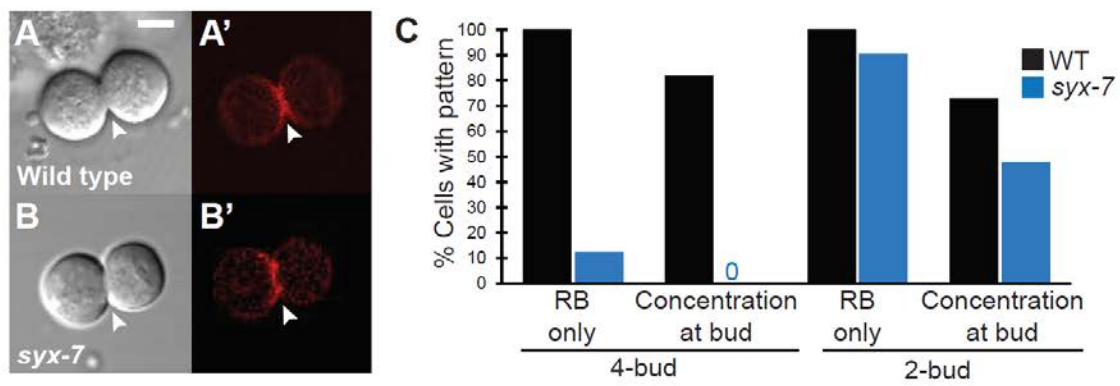 A
A’
Wild type
B
B’
syx-7
C
% Cells with pattern
100
90
80
70
60
50
40
30
20
10
0
0
WT
syx-7
RB only
Concentration at bud
RB only
Concentration at bud
4-bud
2-bud